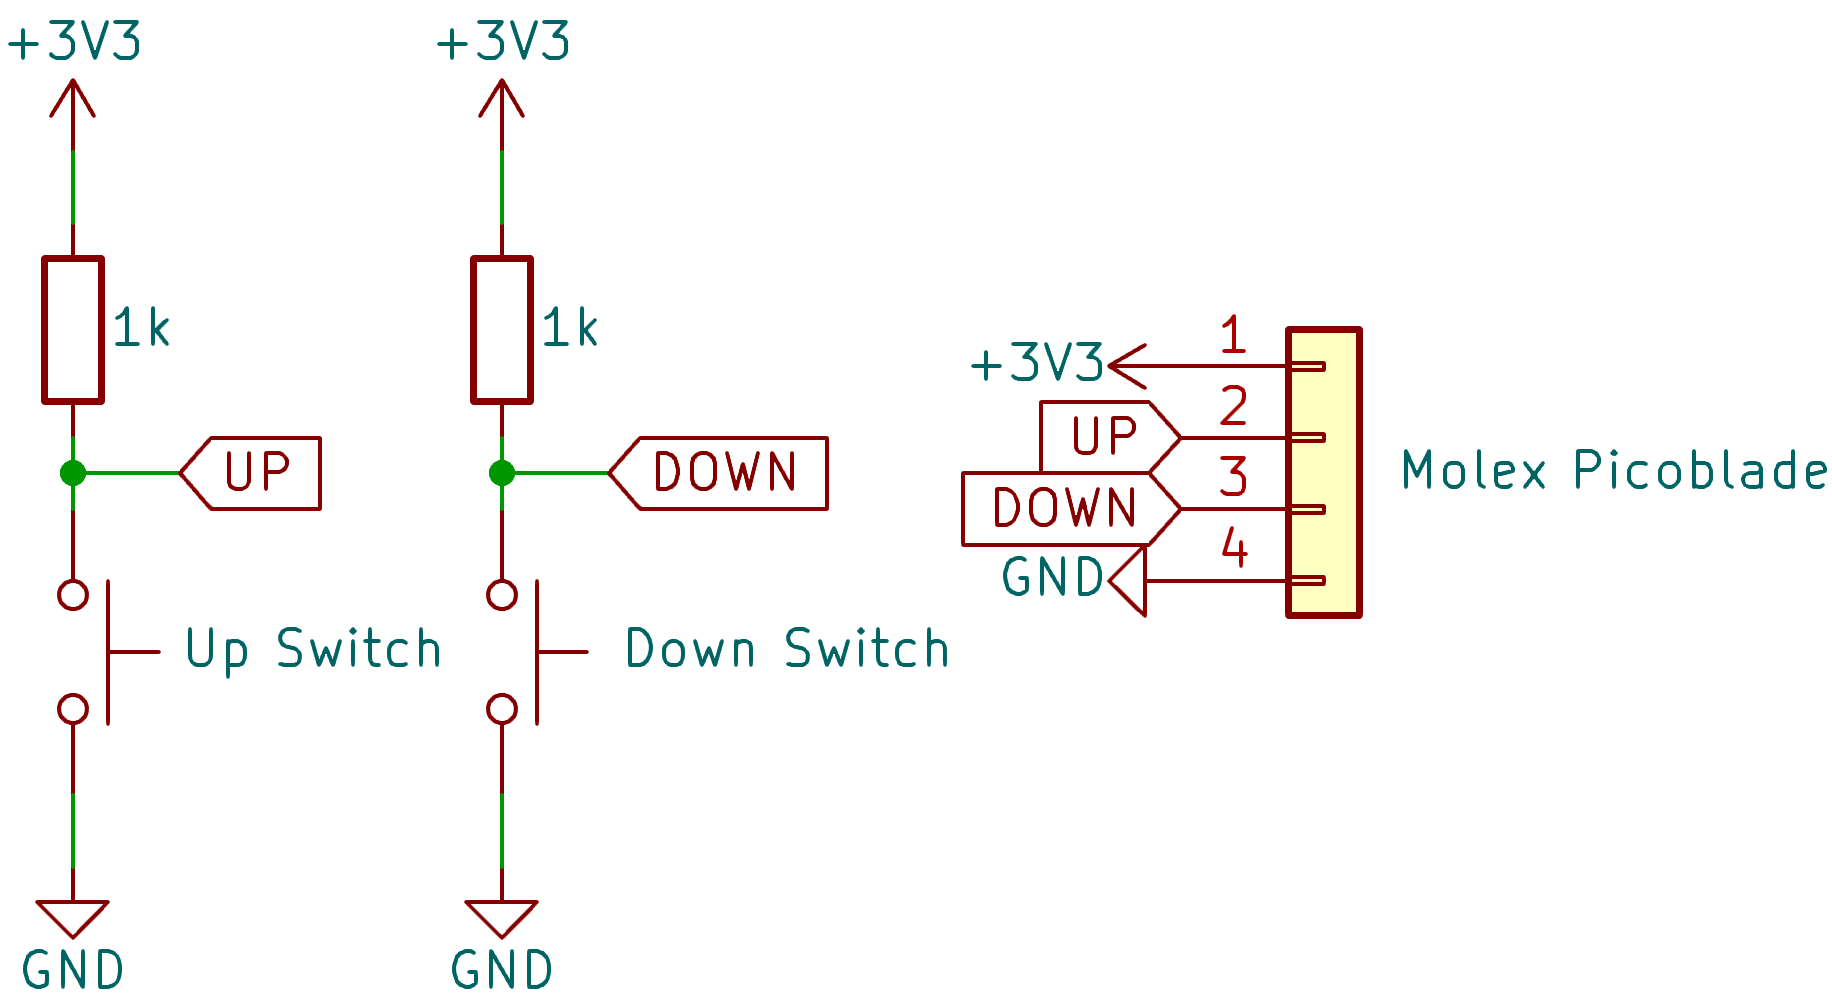 +3V3
1k
UP
Up Switch
GND
+3V3
1k
DOWN
Down Switch
GND
+3V3 1
UP 2
DOWN 3
GND 4
Molex Picoblade